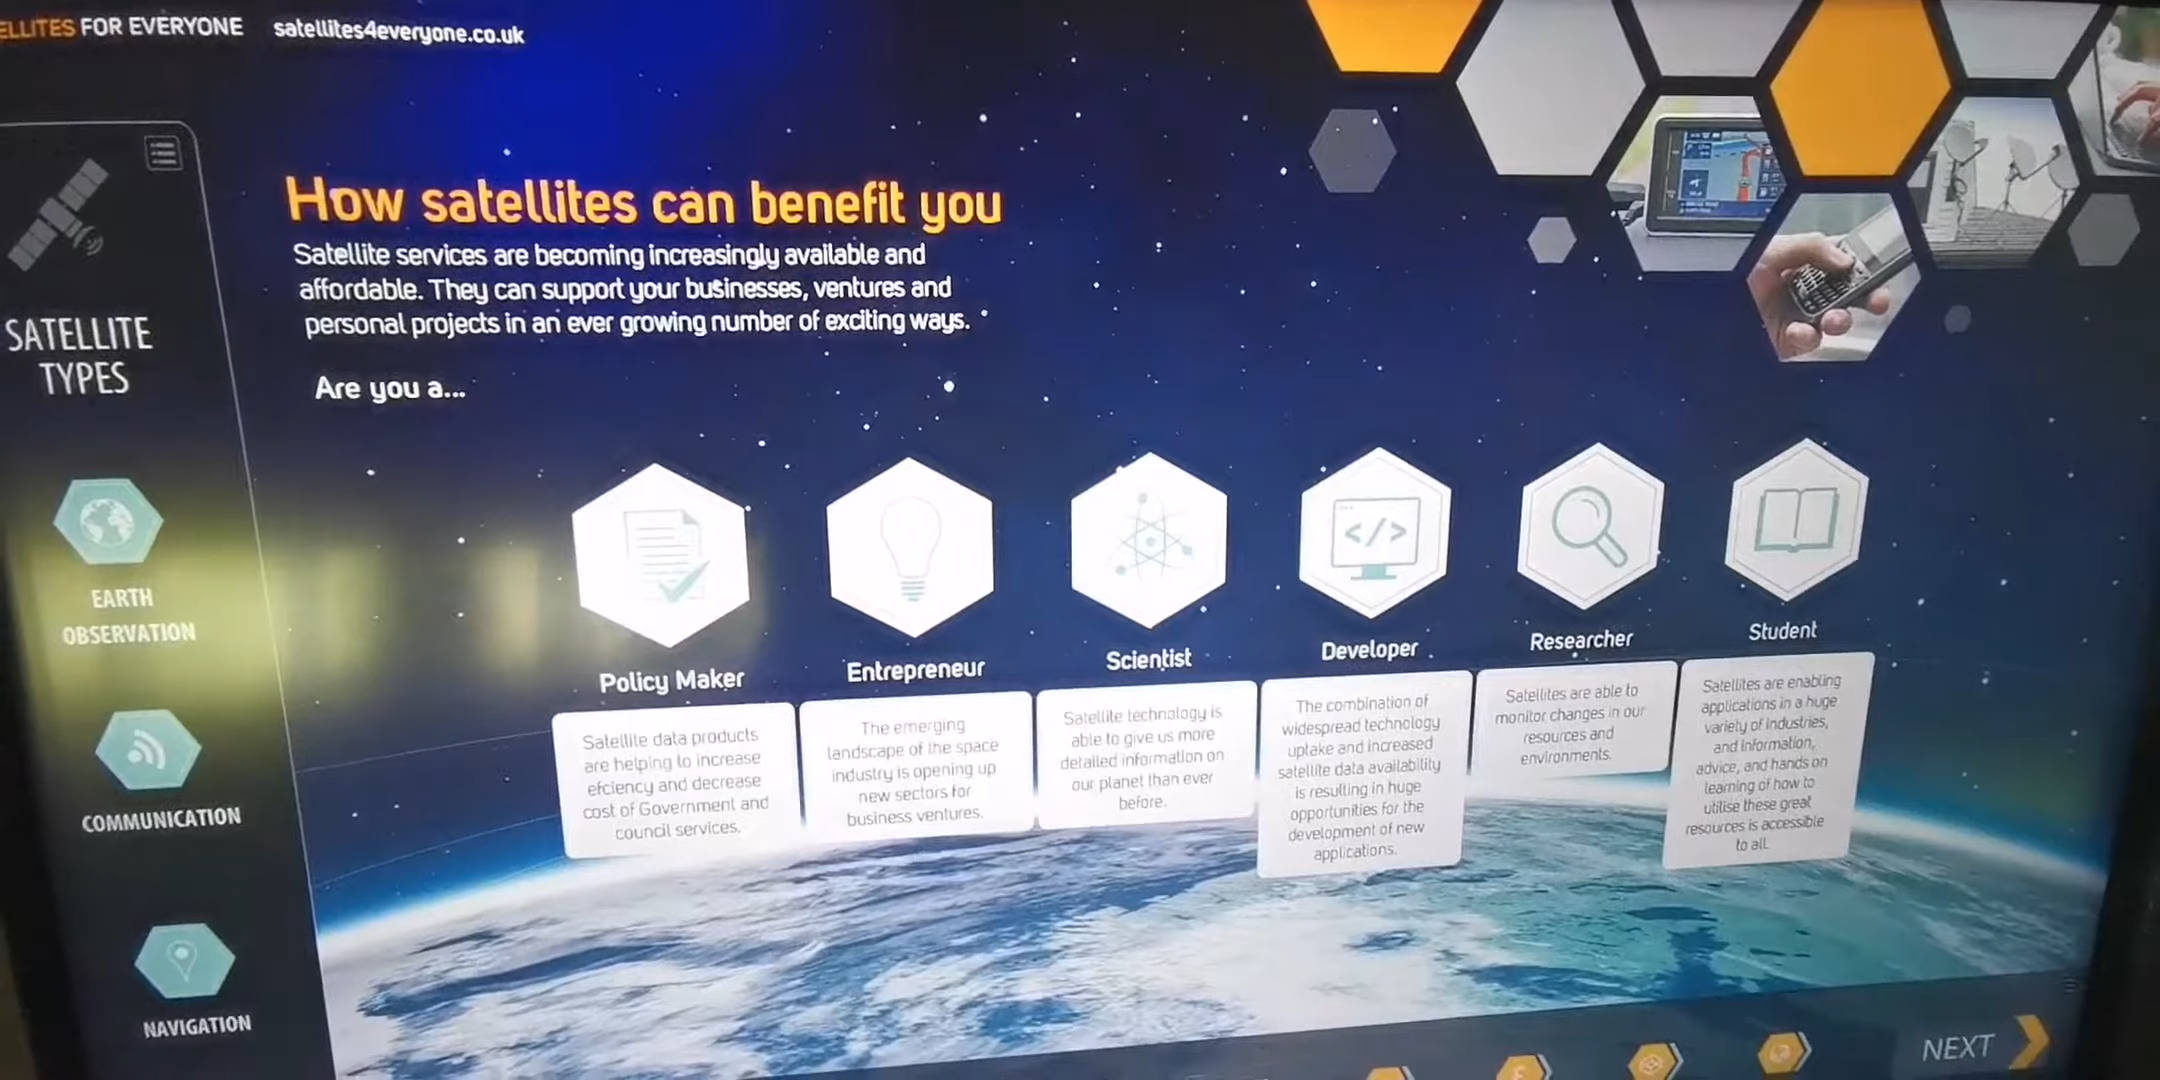 ELLITES FOR EVERYONE satellites4everyone.co.uk
SATELLITE
TYPES
EARTH
OBSERVATION
COMMUNICATION
NAVIGATION
How satellites can benefit you
Satellite services are becoming increasingly available and
affordable. They can support your businesses, ventures and
personal projects in an ever growing number of exciting ways.
Are you a...
Policy Maker
Satellite data products
are helping to increase
efciency and decrease
cost of Government and
council services.
Entrepreneur
The emerging
landscape of the space
industry is opening up
new sectors for
business ventures.
Scientist
Satellite technology is
able to give us more
detailed information on
our planet than ever
before.
Developer
The combination of
widespread technology
uptake and increased
satellite data availability
is resulting in huge
opportunities for the
development of new
applications.
Researcher
Satellites are able to
monitor changes in our
resources and
environments.
Student
Satellites are enabling
applications in a huge
variety of industries,
and information,
advice, and hands on
learning of how to
utilise these great
resources is accessible
to all.
NEXT